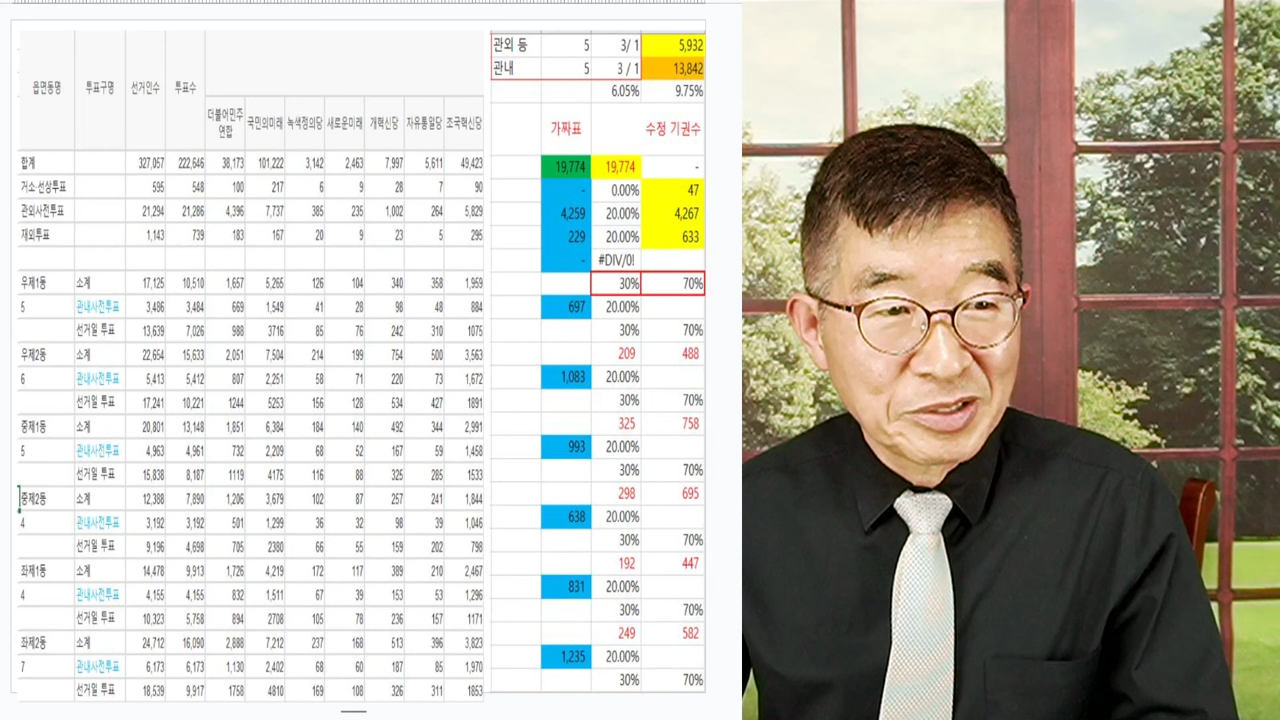 읍면동명 투표구명 선거인수 투표수 더불어민주연합 국민의미래 녹색정의당 새로운미래 개혁신당 자유통일당 조국혁신당
합계 327,057 222,646 38,173 101,222 3,142 2,463 7,997 5,611 49,423
거소·선상투표 595 548 100 217 6 9 28 7 90
관외사전투표 21,294 21,286 4,396 7,737 385 235 1,002 264 5,829
재외투표 1,143 739 183 167 20 9 23 5 295
우제1동 소계 17,125 10,510 1,657 5,265 126 104 340 358 1,959
5 관내사전투표 3,486 3,484 669 1,549 41 28 98 48 884
선거일 투표 13,639 7,026 988 3716 85 76 242 310 1075
우제2동 소계 22,654 15,633 2,051 7,504 214 199 754 500 3,563
6 관내사전투표 5,413 5,412 807 2,251 58 71 220 73 1,672
선거일 투표 17,241 10,221 1244 5253 156 128 534 427 1891
중제1동 소계 20,801 13,148 1,851 6,384 184 140 492 344 2,991
5 관내사전투표 4,963 4,961 732 2,209 68 52 167 59 1,458
선거일 투표 15,838 8,187 1119 4175 116 88 325 285 1533
중제2동 소계 12,388 7,890 1,206 3,679 102 87 257 241 1,844
4 관내사전투표 3,192 3,192 501 1,299 36 32 98 39 1,046
선거일 투표 9,196 4,698 705 2380 66 55 159 202 798
좌제1동 소계 14,478 9,913 1,726 4,219 172 117 389 210 2,467
4 관내사전투표 4,155 4,155 832 1,511 67 39 153 53 1,296
선거일 투표 10,323 5,758 894 2708 105 78 236 157 1171
좌제2동 소계 24,712 16,090 2,888 7,212 237 168 513 396 3,823
7 관내사전투표 6,173 6,173 1,130 2,402 68 60 187 85 1,970
선거일 투표 18,539 9,917 1758 4810 169 108 326 311 1853
관외 등 5 3/ 1 5,932
관내 5 3 / 1 13,842
6.05% 9.75%
가짜표 수정 기권수
19,774 19,774 -
- 0.00% 47
4,259 20.00% 4,267
229 20.00% 633
- #DIV/0!
30% 70%
697 20.00%
30% 70%
209 488
1,083 20.00%
30% 70%
325 758
993 20.00%
30% 70%
298 695
638 20.00%
30% 70%
192 447
831 20.00%
30% 70%
249 582
1,235 20.00%
30% 70%